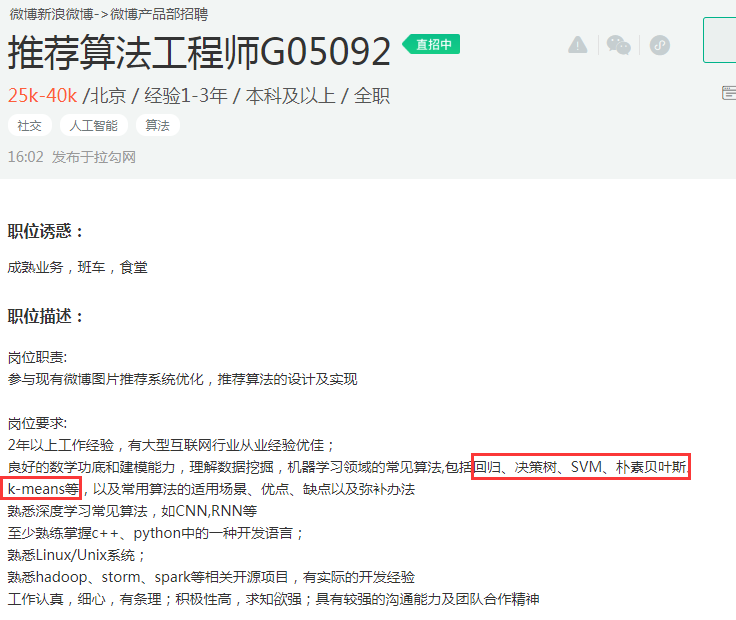 微博新浪微博->微博产品部招聘
推荐算法工程师G05092
直招中
25k-40k /北京 / 经验1-3年 / 本科及以上 / 全职
社交 人工智能 算法
16:02 发布于拉勾网
职位诱惑：
成熟业务，班车，食堂
职位描述：
岗位职责:
参与现有微博图片推荐系统优化，推荐算法的设计及实现
岗位要求:
2年以上工作经验，有大型互联网行业从业经验优佳；
良好的数学功底和建模能力，理解数据挖掘，机器学习领域的常见算法,包括回归、决策树、SVM、朴素贝叶斯、
k-means等，以及常用算法的适用场景、优点、缺点以及弥补办法
熟悉深度学习常见算法，如CNN,RNN等
至少熟练掌握c++、python中的一种开发语言；
熟悉Linux/Unix系统；
熟悉hadoop、storm、spark等相关开源项目，有实际的开发经验
工作认真，细心，有条理；积极性高，求知欲强；具有较强的沟通能力及团队合作精神